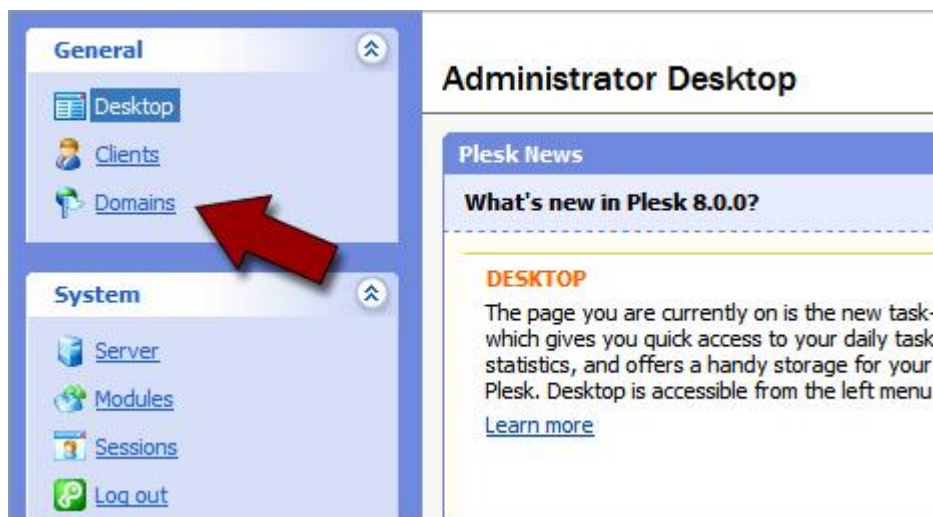 General
Desktop
Clients
Domains
System
Server
Modules
Sessions
Log out
Administrator Desktop
Plesk News
What's new in Plesk 8.0.0?
DESKTOP
The page you are currently on is the new task-
which gives you quick access to your daily task
statistics, and offers a handy storage for your
Plesk. Desktop is accessible from the left menu
Learn more